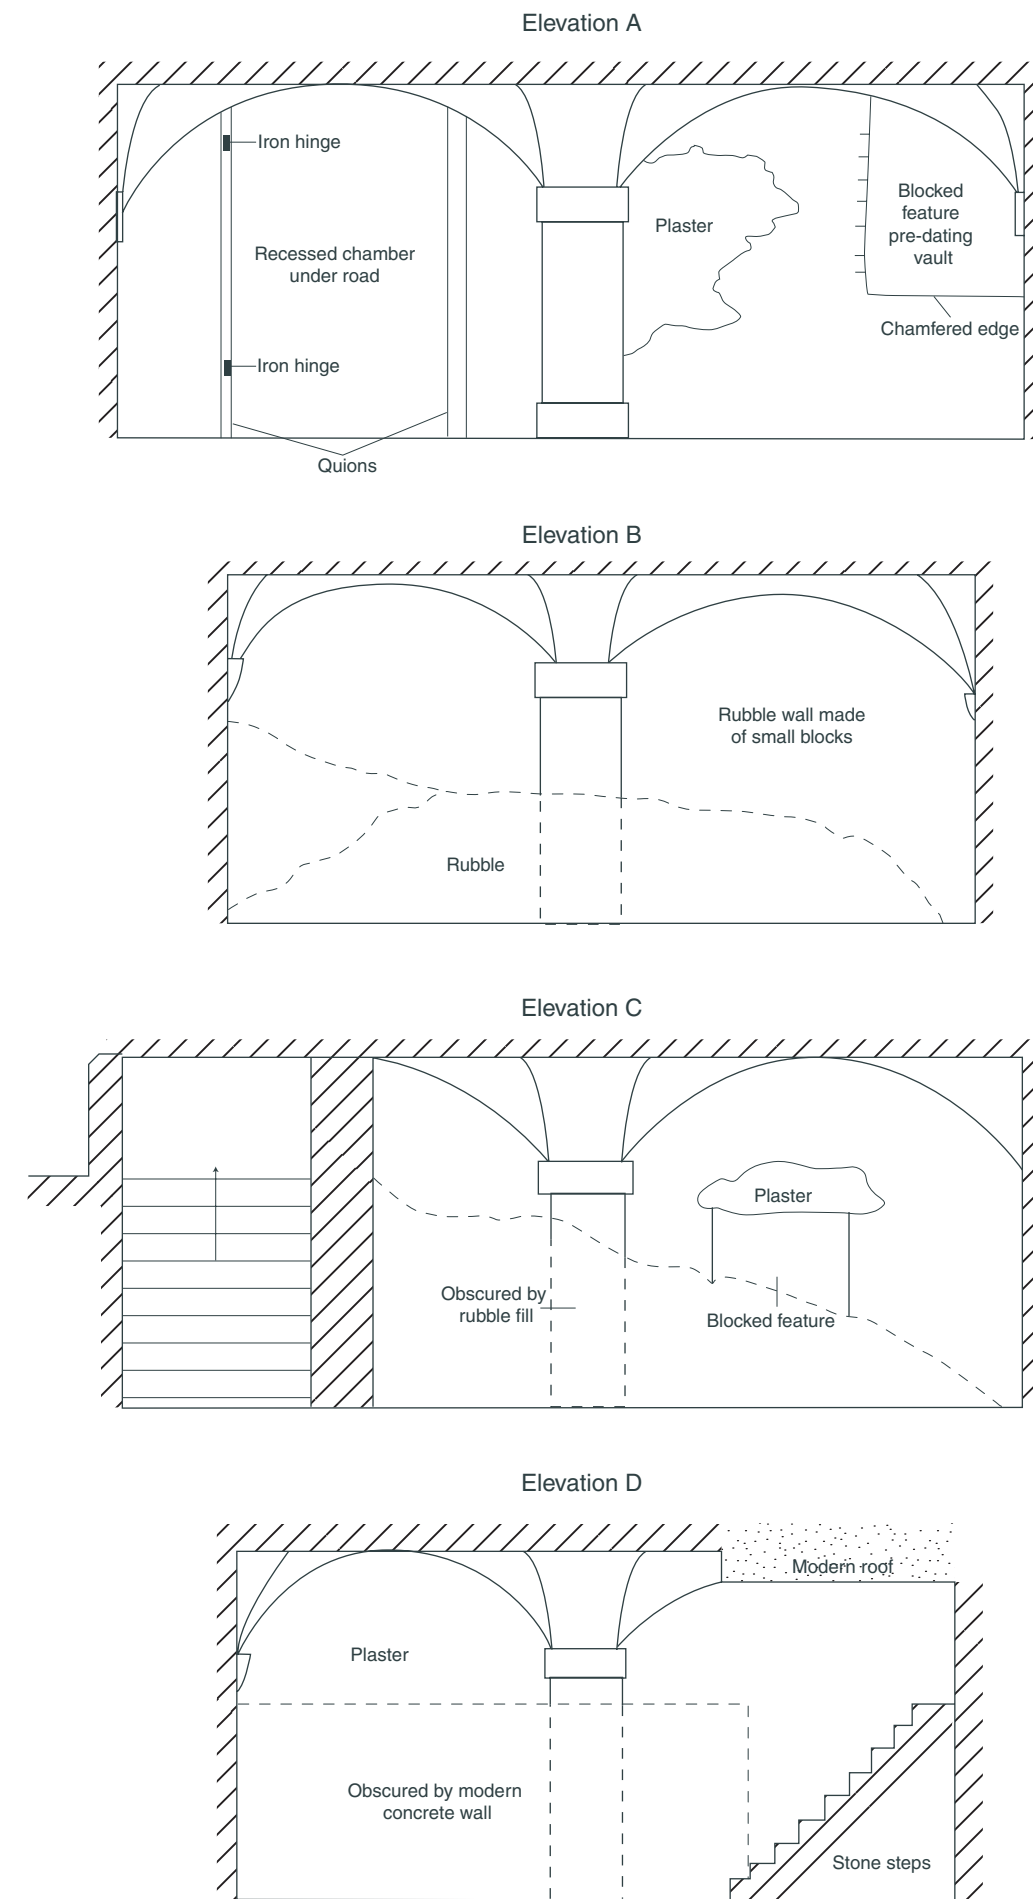 Elevation A
Iron hinge
Recessed chamber
under road
Iron hinge
Quions
Plaster
Blocked
feature
pre-dating
vault
Chamfered edge
Elevation B
Rubble wall made
of small blocks
Rubble
Elevation C
Plaster
Obscured by
rubble fill
Blocked feature
Elevation D
Modern roof
Plaster
Obscured by modern
concrete wall
Stone steps